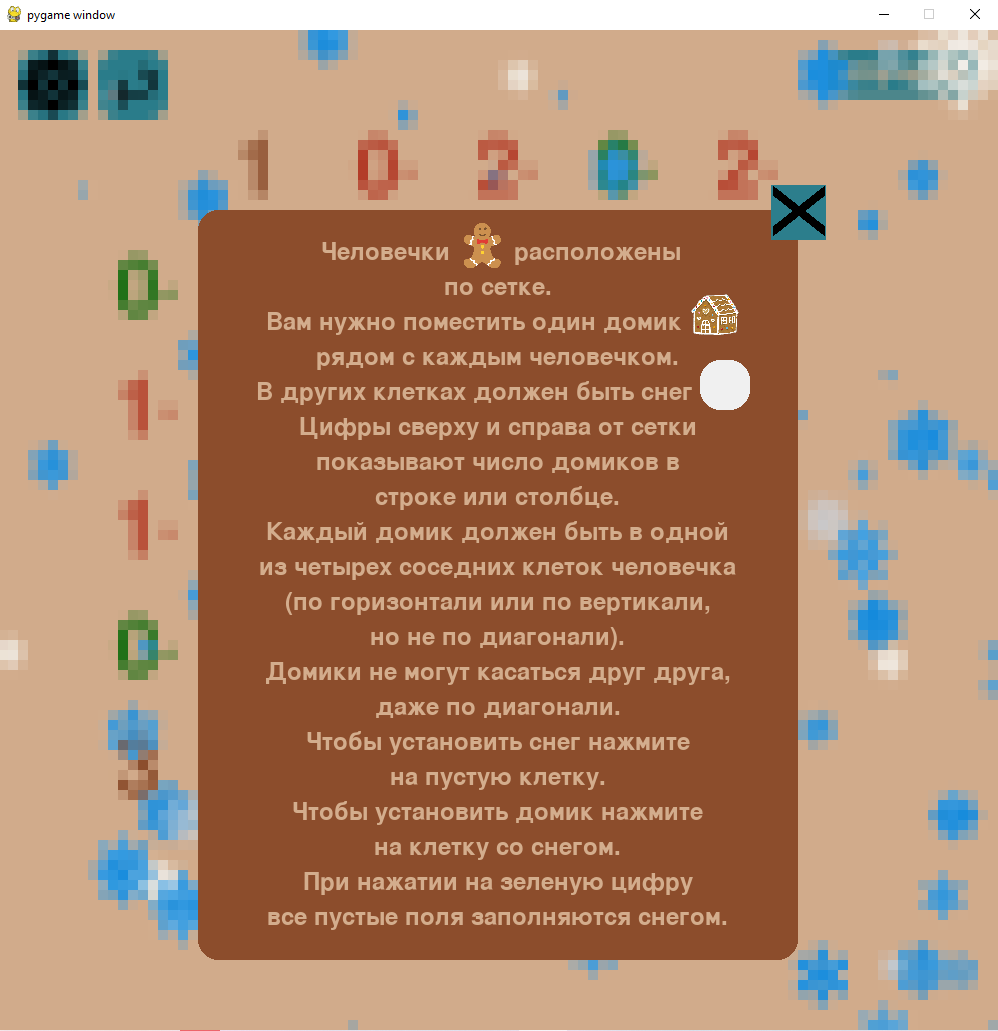 pygame window
1 0 2 0 2
0
1
1
0
3
Человечки расположены
по сетке.
Вам нужно поместить один домик
рядом с каждым человечком.
В других клетках должен быть снег
Цифры сверху и справа от сетки
показывают число домиков в
строке или столбце.
Каждый домик должен быть в одной
из четырех соседних клеток человечка
(по горизонтали или по вертикали,
но не по диагонали).
Домики не могут касаться друг друга,
даже по диагонали.
Чтобы установить снег нажмите
на пустую клетку.
Чтобы установить домик нажмите
на клетку со снегом.
При нажатии на зеленую цифру
все пустые поля заполняются снегом.